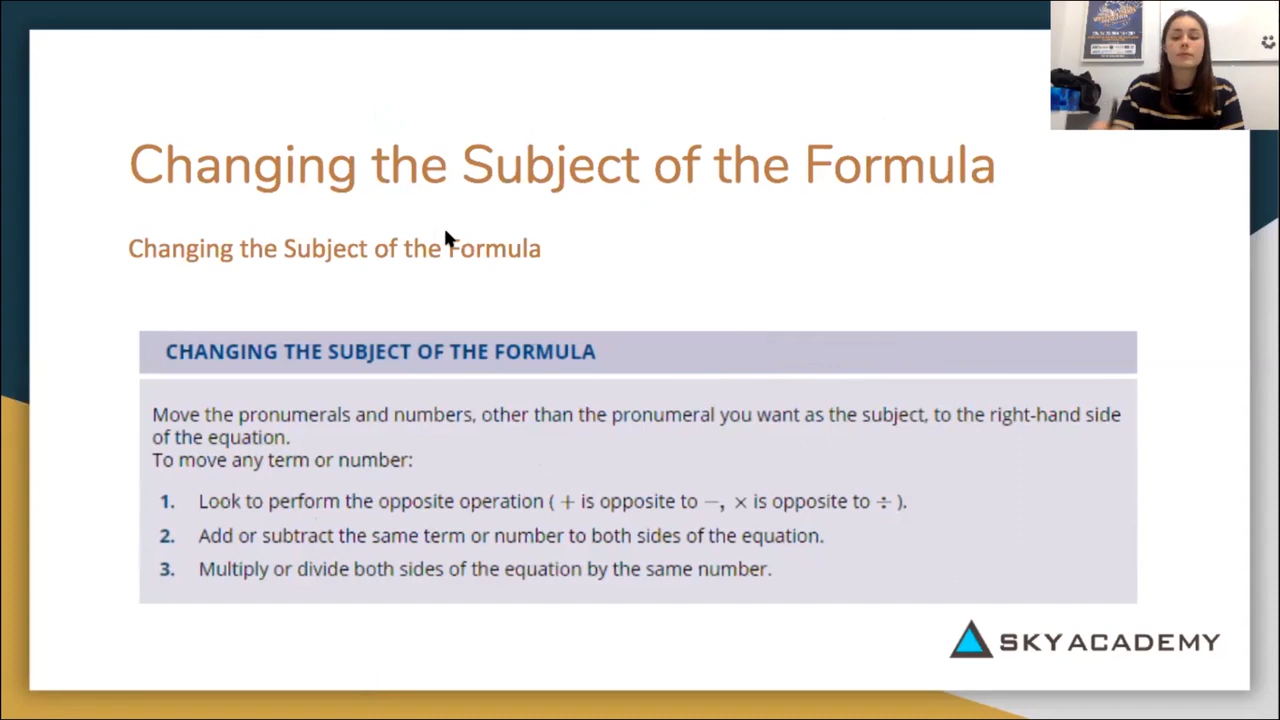 Changing the Subject of the Formula
Changing the Subject of the Formula
CHANGING THE SUBJECT OF THE FORMULA
Move the pronumerals and numbers, other than the pronumeral you want as the subject, to the right-hand side
of the equation.
To move any term or number:
1. Look to perform the opposite operation ( + is opposite to −, × is opposite to ÷ ).
2. Add or subtract the same term or number to both sides of the equation.
3. Multiply or divide both sides of the equation by the same number.
SKY ACADEMY